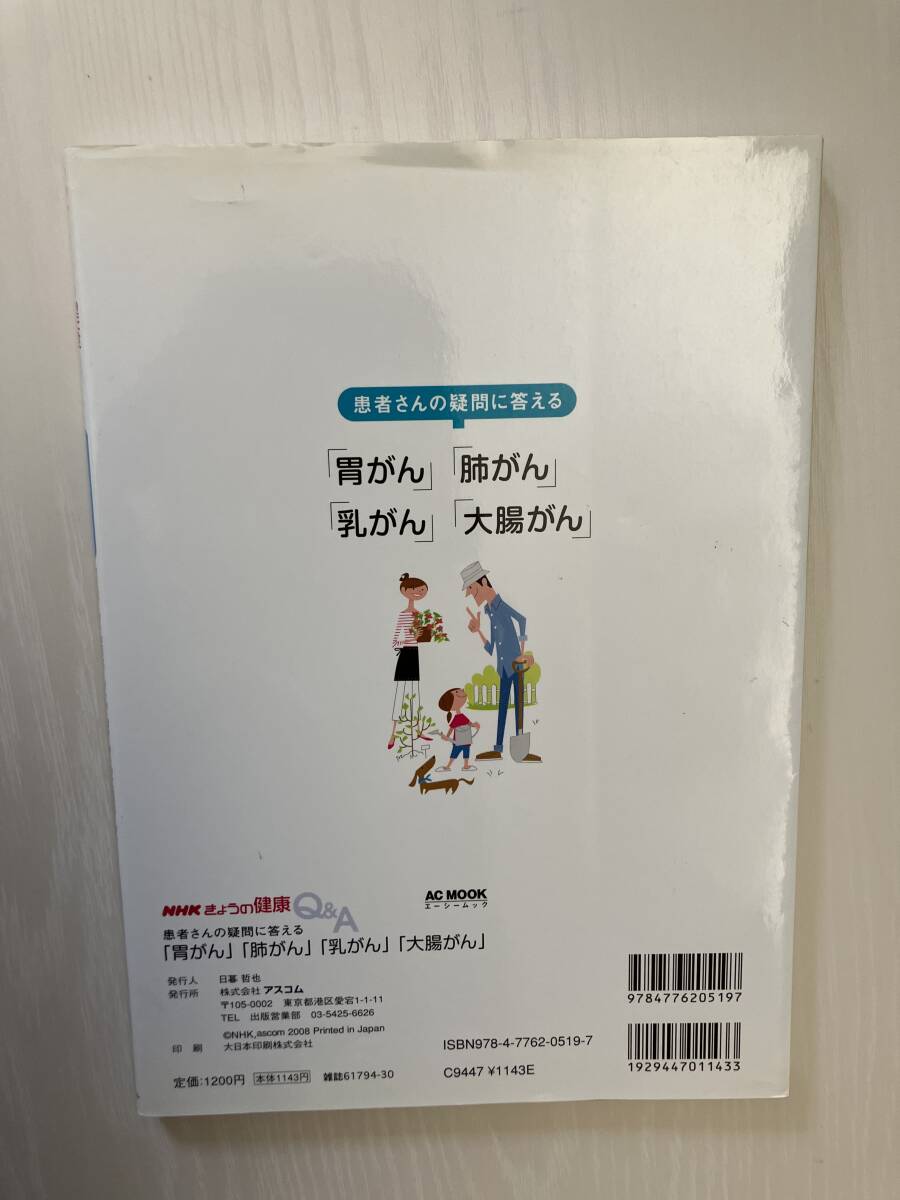 患者さんの疑問に答える
「胃がん」「肺がん」
「乳がん」「大腸がん」
NHKきょうの健康 Q&A
AC MOOK
エーシームック
患者さんの疑問に答える
「胃がん」「肺がん」「乳がん」「大腸がん」
発行人 日暮 哲也
発行所 株式会社 アスコム
〒105-0002 東京都港区愛宕1-1-11
TEL 出版営業部 03-5425-6626
©NHK,ascom 2008 Printed in Japan
印 刷 大日本印刷株式会社
定価:1200円 本体1143円 雑誌61794-30
9784776205197
ISBN978-4-7762-0519-7
1929447011433
C9447 ¥1143E